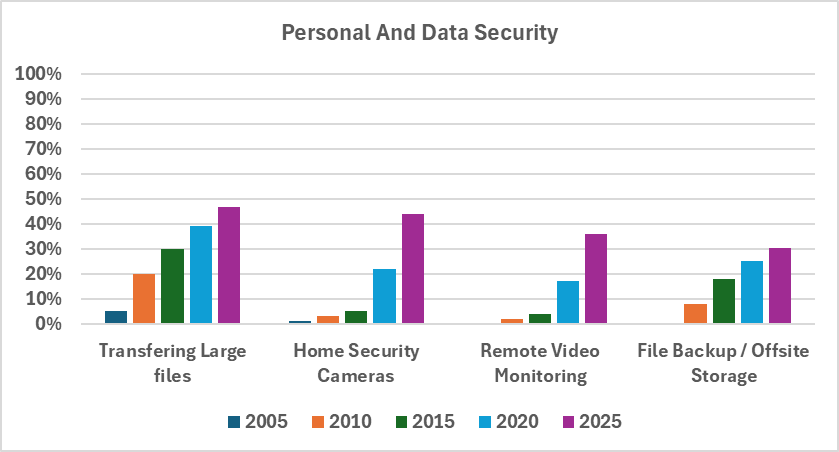 Personal And Data Security
100%
90%
80%
70%
60%
50%
40%
30%
20%
10%
0%
Transfering Large
files
Home Security
Cameras
Remote Video
Monitoring
File Backup / Offsite
Storage
2005 2010 2015 2020 2025